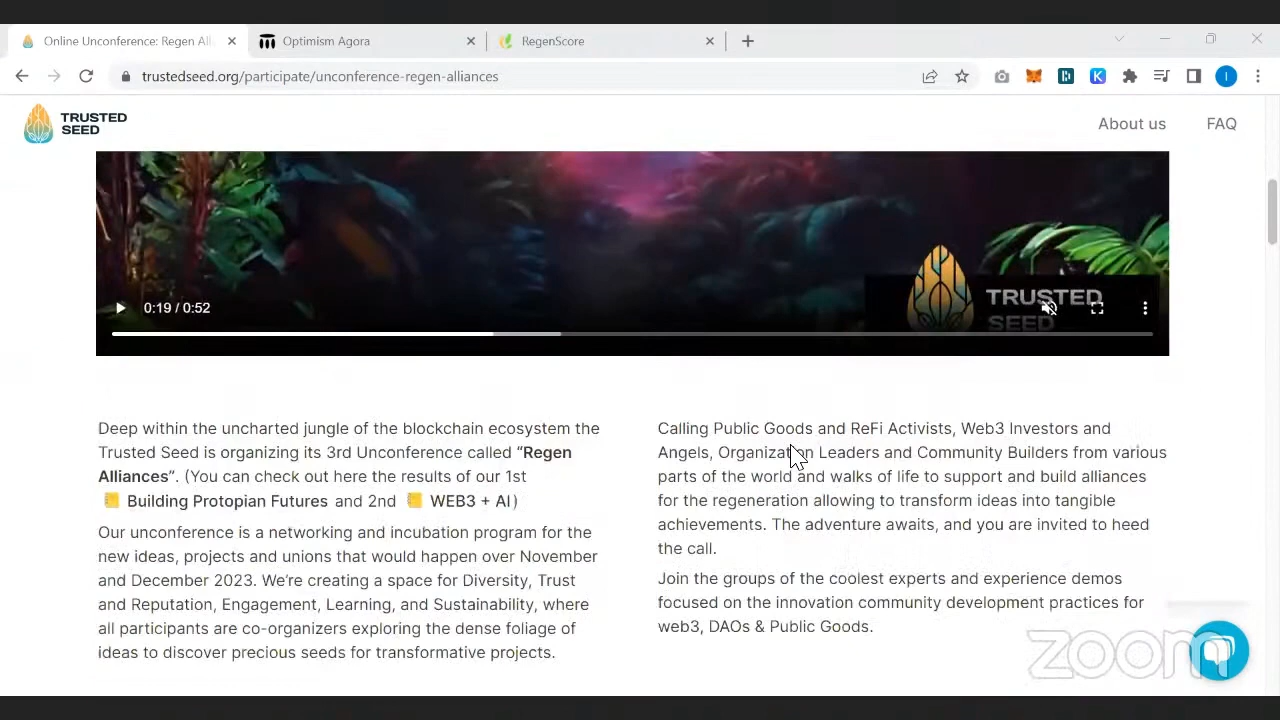 Online Unconference: Regen All
Optimism Agora
RegenScore
trustedseed.org/participate/unconference-regen-alliances
TRUSTED
SEED
About us
FAQ
0:19 / 0:52
TRUSTED
SEED
Deep within the uncharted jungle of the blockchain ecosystem the
Trusted Seed is organizing its 3rd Unconference called “Regen
Alliances”. (You can check out here the results of our 1st
📒 Building Protopian Futures and 2nd 📒 WEB3 + AI)
Our unconference is a networking and incubation program for the
new ideas, projects and unions that would happen over November
and December 2023. We're creating a space for Diversity, Trust
and Reputation, Engagement, Learning, and Sustainability, where
all participants are co-organizers exploring the dense foliage of
ideas to discover precious seeds for transformative projects.
Calling Public Goods and ReFi Activists, Web3 Investors and
Angels, Organization Leaders and Community Builders from various
parts of the world and walks of life to support and build alliances
for the regeneration allowing to transform ideas into tangible
achievements. The adventure awaits, and you are invited to heed
the call.
Join the groups of the coolest experts and experience demos
focused on the innovation community development practices for
web3, DAOs & Public Goods.
zoom